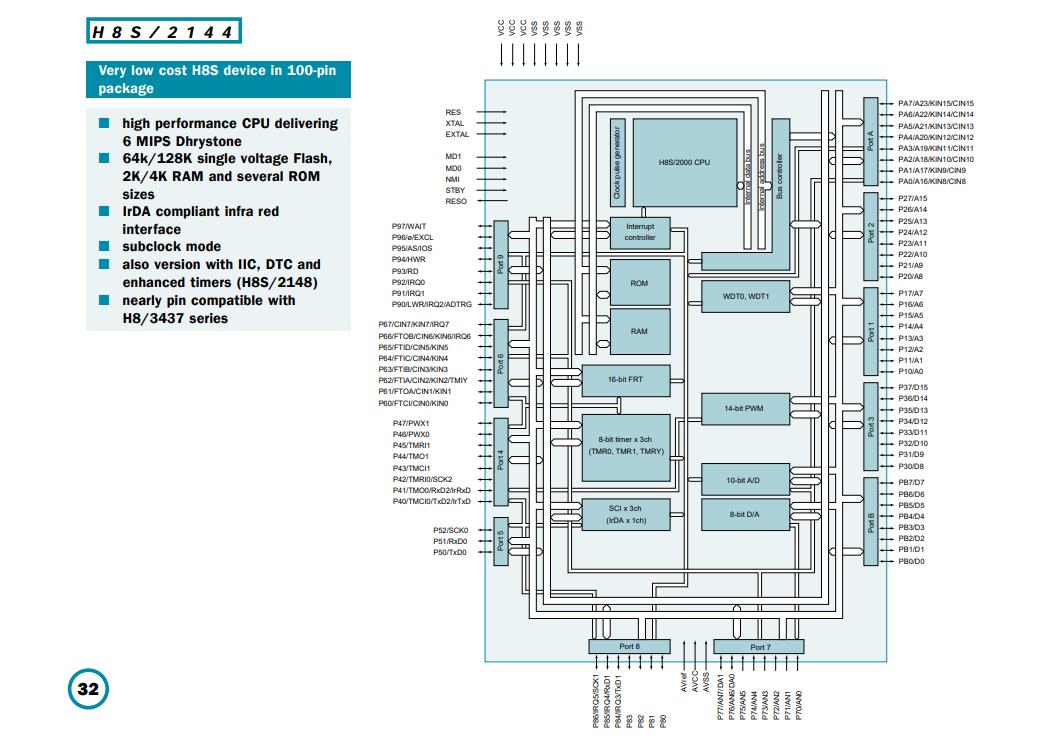 H8S/2144
Very low cost H8S device in 100-pin
package
■ high performance CPU delivering
6 MIPS Dhrystone
■ 64k/128K single voltage Flash,
2K/4K RAM and several ROM
sizes
■ IrDA compliant infra red
interface
■ subclock mode
■ also version with IIC, DTC and
enhanced timers (H8S/2148)
■ nearly pin compatible with
H8/3437 series
32
VCC
VCC
VCC
VSS
VSS
VSS
VSS
VSS
RES
XTAL
EXTAL
MD1
MD0
NMI
STBY
RESO
P97/WAIT
P96/ø/EXCL
P95/AS/IOS
P94/HWR
P93/RD
P92/IRQ0
P91/IRQ1
P90/LWR/IRQ2/ADTRG
Port 9
P67/CIN7/KIN7/IRQ7
P66/FTOB/CIN6/KIN6/IRQ6
P65/FTID/CIN5/KIN5
P64/FTIC/CIN4/KIN4
P63/FTIB/CIN3/KIN3
P62/FTIA/CIN2/KIN2/TMIY
P61/FTOA/CIN1/KIN1
P60/FTCI/CIN0/KIN0
Port 6
P47/PWX1
P46/PWX0
P45/TMRI1
P44/TMO1
P43/TMCI1
P42/TMRI0/SCK2
P41/TMO0/RxD2/IrRxD
P40/TMCI0/TxD2/IrTxD
Port 4
P52/SCK0
P51/RxD0
P50/TxD0
Port 5
Clock pulse generator
H8S/2000 CPU
Internal data bus
Internal address bus
Bus controller
Interrupt
controller
ROM
RAM
WDT0, WDT1
16-bit FRT
14-bit PWM
8-bit timer x 3ch
(TMR0, TMR1, TMRY)
10-bit A/D
SCI x 3ch
(IrDA x 1ch)
8-bit D/A
Port A
PA7/A23/KIN15/CIN15
PA6/A22/KIN14/CIN14
PA5/A21/KIN13/CIN13
PA4/A20/KIN12/CIN12
PA3/A19/KIN11/CIN11
PA2/A18/KIN10/CIN10
PA1/A17/KIN9/CIN9
PA0/A16/KIN8/CIN8
Port 2
P27/A15
P26/A14
P25/A13
P24/A12
P23/A11
P22/A10
P21/A9
P20/A8
Port 1
P17/A7
P16/A6
P15/A5
P14/A4
P13/A3
P12/A2
P11/A1
P10/A0
Port 3
P37/D15
P36/D14
P35/D13
P34/D12
P33/D11
P32/D10
P31/D9
P30/D8
Port B
PB7/D7
PB6/D6
PB5/D5
PB4/D4
PB3/D3
PB2/D2
PB1/D1
PB0/D0
Port 8
Port 7
P86/IRQ5/SCK1
P85/IRQ4/RxD1
P84/IRQ3/TxD1
P83
P82
P81
P80
AVref
AVCC
AVSS
P77/AN7/DA1
P76/AN6/DA0
P75/AN5
P74/AN4
P73/AN3
P72/AN2
P71/AN1
P70/AN0